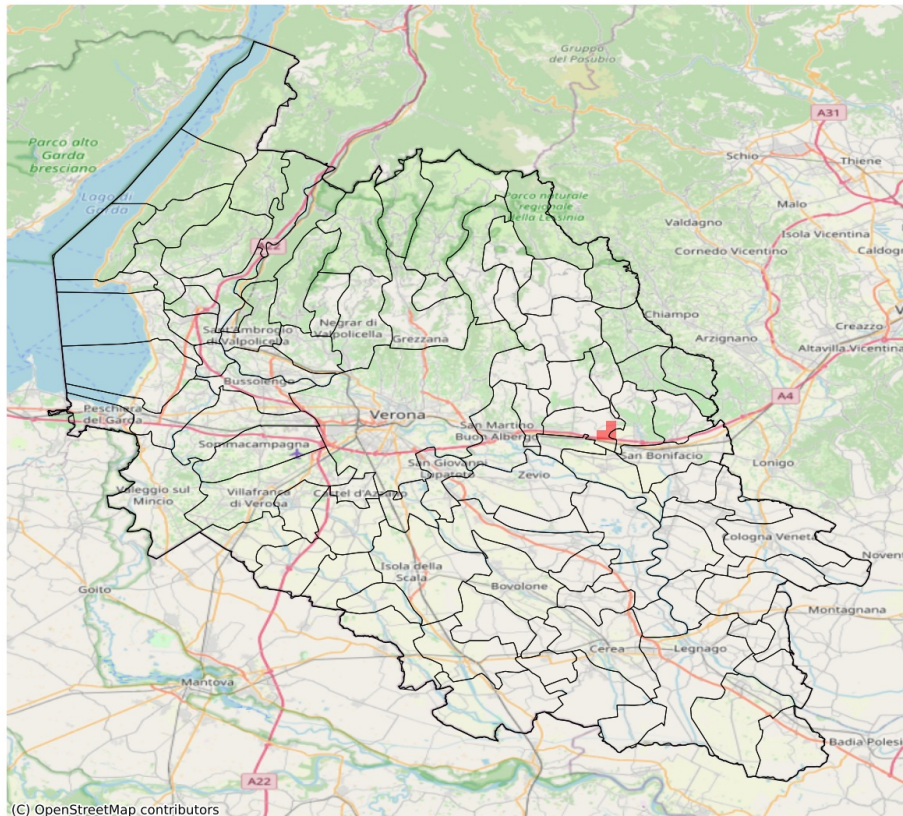 Gruppo
del Pasubio
A31
Schio
Thiene
Parco alto
Garda
bresciano
Lago di
Garda
Parco naturale
regionale
della Lessinia
Malo
Valdagno
Isola Vicentina
Cornedo Vicentino
Caldogn
A22
Chiampo
Sant'Ambrogio
di Valpolicella
Negrar di
Valpolicella
Grezzana
Creazzo
Arzignano
Altavilla Vicentina
Bussolengo
A4
Peschiera
del Garda
Verona
San Martino
Buon Albergo
Sommacampagna
San Bonifacio
Lonigo
San Giovanni
Lupatoto
Zevio
Valeggio sul
Mincio
Villafranca
di Verona
Castel d'Azzano
Cologna Veneta
Noven
Isola della
Scala
Goito
Bovolone
Montagnana
Cerea
Legnago
Mantova
Badia Polesi
A22
(C) OpenStreetMap contributors